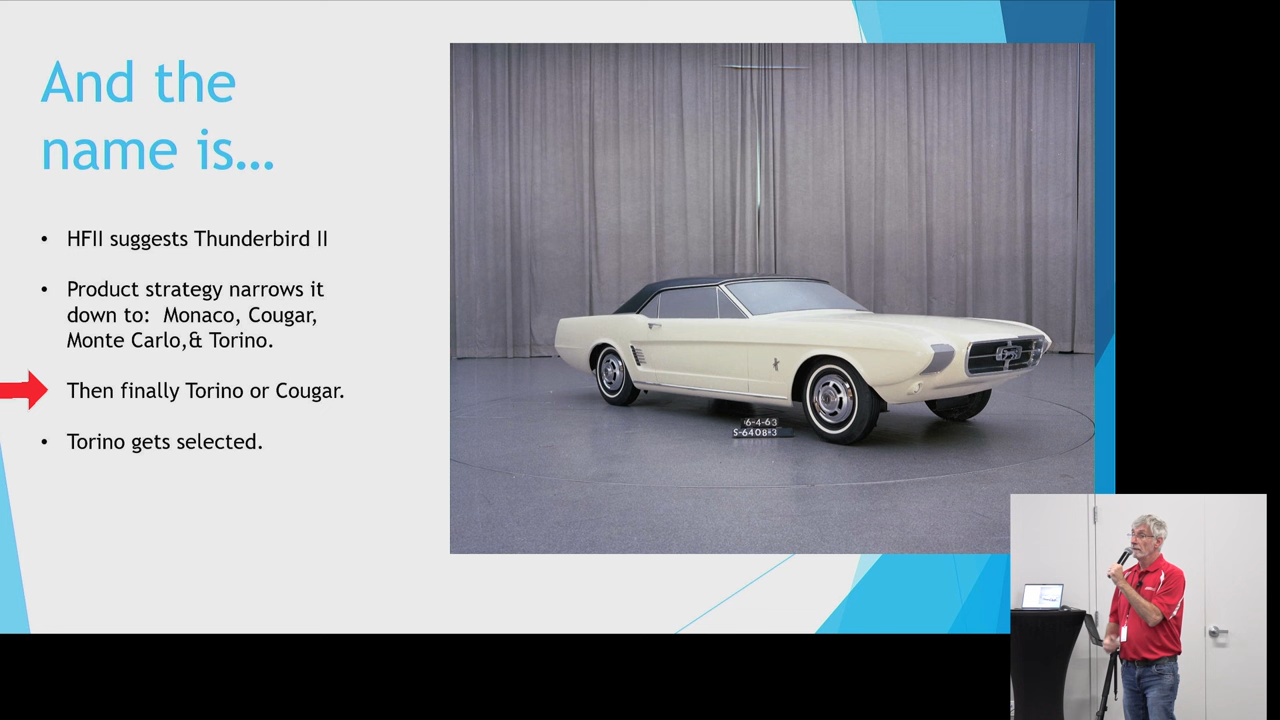 And the
name is…
HFII suggests Thunderbird II
Product strategy narrows it
down to:  Monaco, Cougar,
Monte Carlo,& Torino.
Then finally Torino or Cougar.
Torino gets selected.
6-4-63
S-6408-3